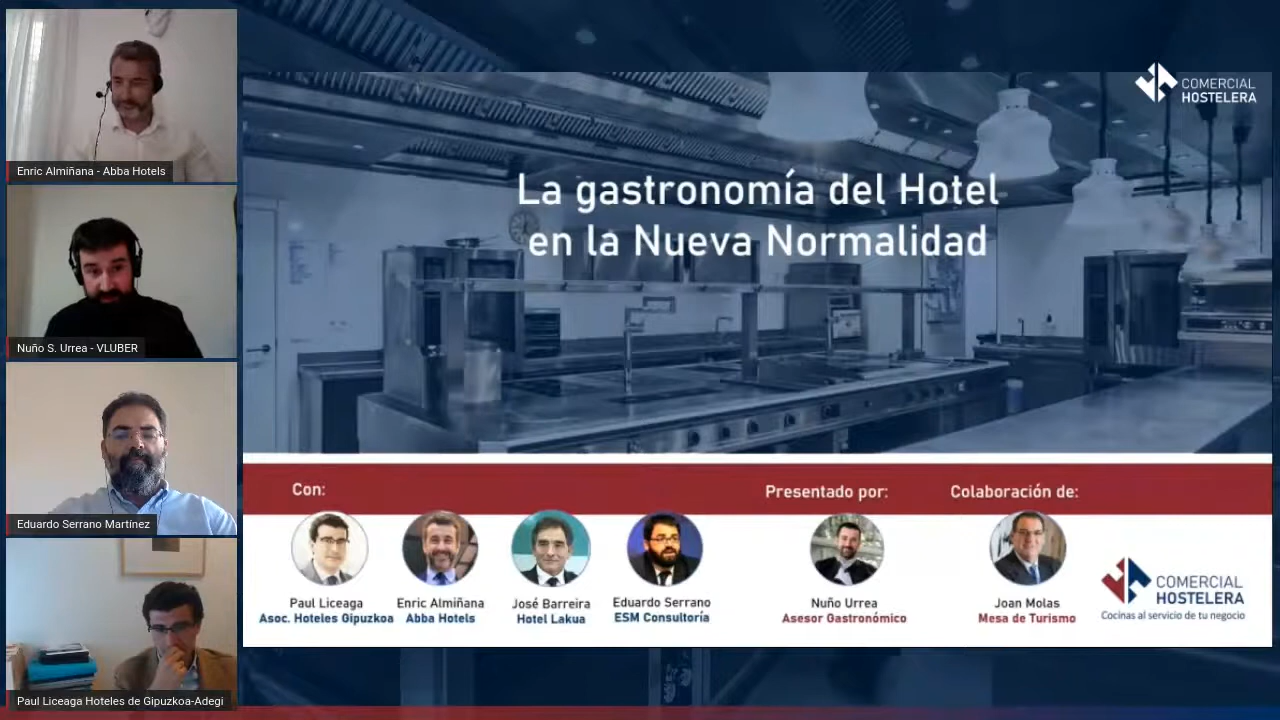 Enric Almiñana - Abba Hotels
Nuño S. Urrea - VLUBER
Eduardo Serrano Martínez
Paul Liceaga Hoteles de Gipuzkoa-Adegi
COMERCIAL
HOSTELERA
La gastronomía del Hotel
en la Nueva Normalidad
Con:
Presentado por:
Colaboración de:
Paul Liceaga
Asoc. Hoteles Gipuzkoa
Enric Almiñana
Abba Hotels
José Barreira
Hotel Lakua
Eduardo Serrano
ESM Consultoría
Nuño Urrea
Asesor Gastronómico
Joan Molas
Mesa de Turismo
COMERCIAL
HOSTELERA
Cocinas al servicio de tu negocio